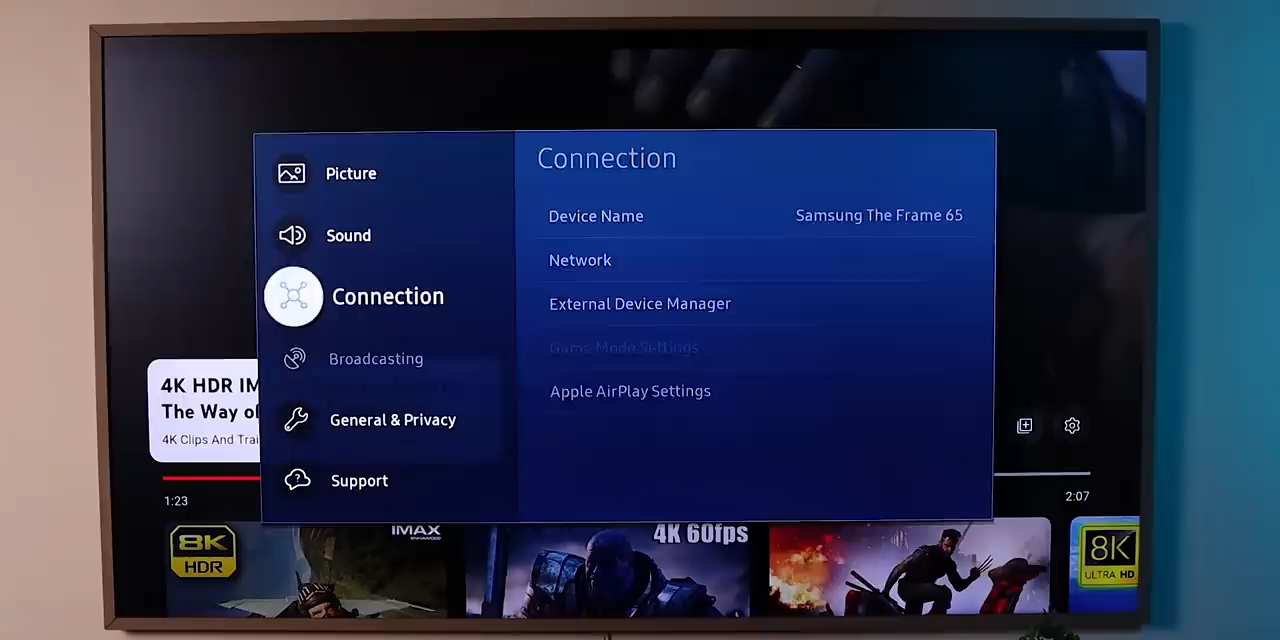 Picture
Sound
Connection
Broadcasting
General & Privacy
Support
Connection
Device Name Samsung The Frame 65
Network
External Device Manager
Game Mode Settings
Apple AirPlay Settings
4K HDR IM
The Way of
4K Clips And Trai
1:23
2:07
8K
HDR
IMAX
ENHANCED
4K 60fps
8K
ULTRA HD